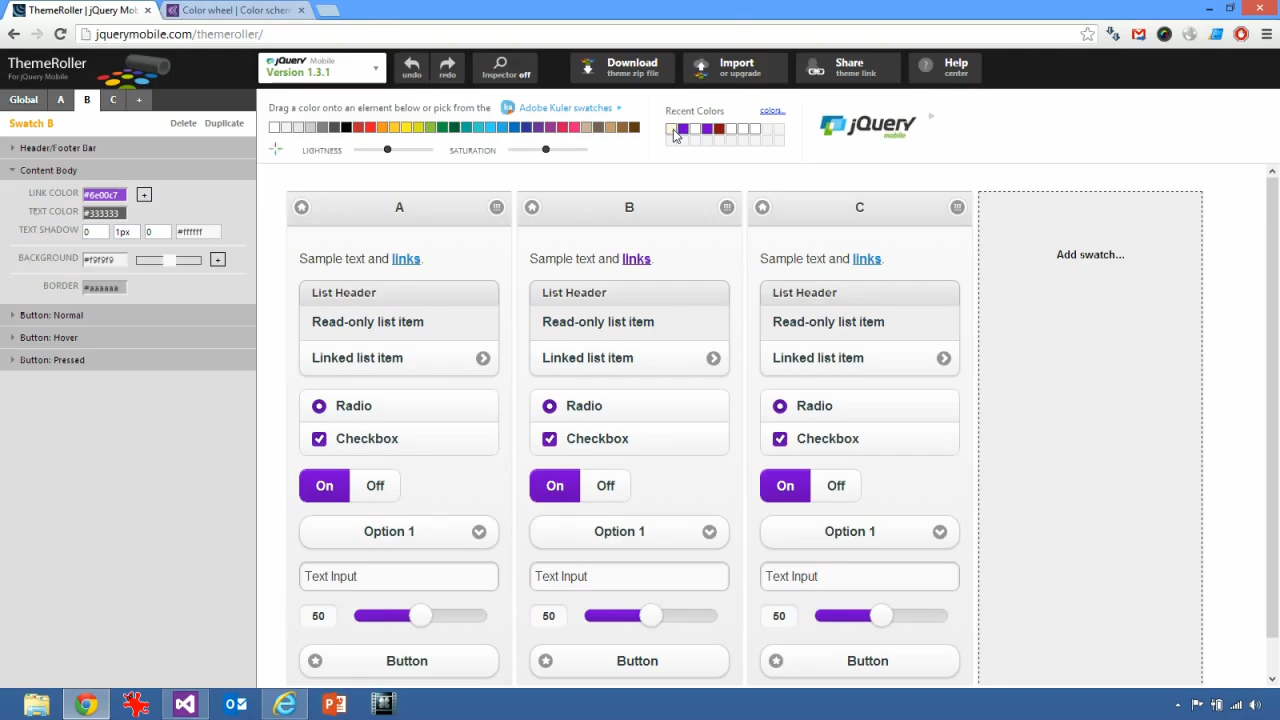 ThemeRoller | jQuery Mob
Color wheel | Color schem
jquerymobile.com/themeroller/
ThemeRoller
For jQuery Mobile
jQuery Mobile
Version 1.3.1
undo
redo
Inspector off
Download
theme zip file
Import
or upgrade
Share
theme link
Help
center
Global A B C +
Swatch B
Delete Duplicate
Header/Footer Bar
Content Body
LINK COLOR #6e00c7 +
TEXT COLOR #333333
TEXT SHADOW 0 1px 0 #ffffff
BACKGROUND #f9f9f9 +
BORDER #aaaaaa
Button: Normal
Button: Hover
Button: Pressed
Drag a color onto an element below or pick from the Adobe Kuler swatches
LIGHTNESS SATURATION
Recent Colors colors..
jQuery
mobile
A
Sample text and links.
List Header
Read-only list item
Linked list item
Radio
Checkbox
On Off
Option 1
Text Input
50
Button
B
Sample text and links.
List Header
Read-only list item
Linked list item
Radio
Checkbox
On Off
Option 1
Text Input
50
Button
C
Sample text and links.
List Header
Read-only list item
Linked list item
Radio
Checkbox
On Off
Option 1
Text Input
50
Button
Add swatch...